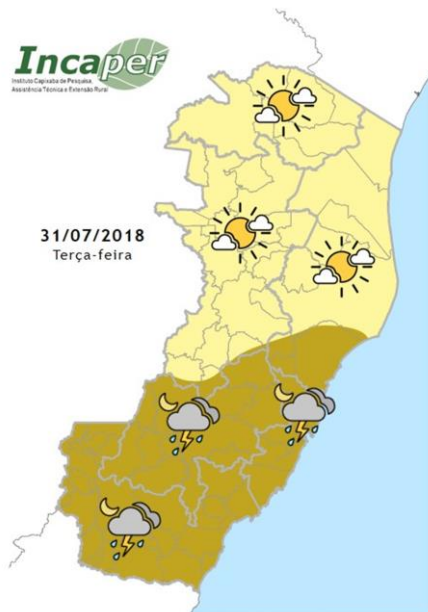 Incaper
Instituto Capixaba de Pesquisa,
Assistência Técnica e Extensão Rural
31/07/2018
Terça-feira